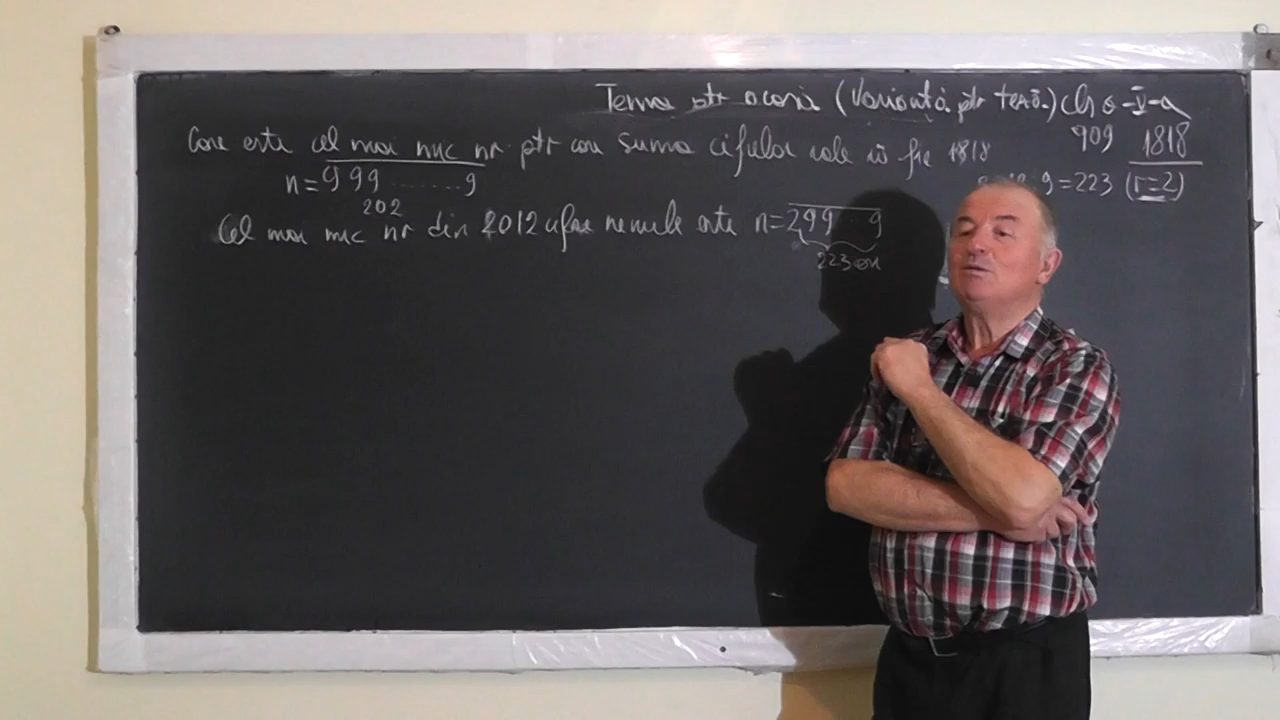 Tema ptr acasă (Variantă ptr teză) cls a-V-a
Care este cel mai mic nr. ptr care suma cifrelor sale să fie 1818
909 1818
n=999.......9
202
9=223 (r=2)
Cel mai mic nr din 2012 cifre nenule este n=299...9
223 ori